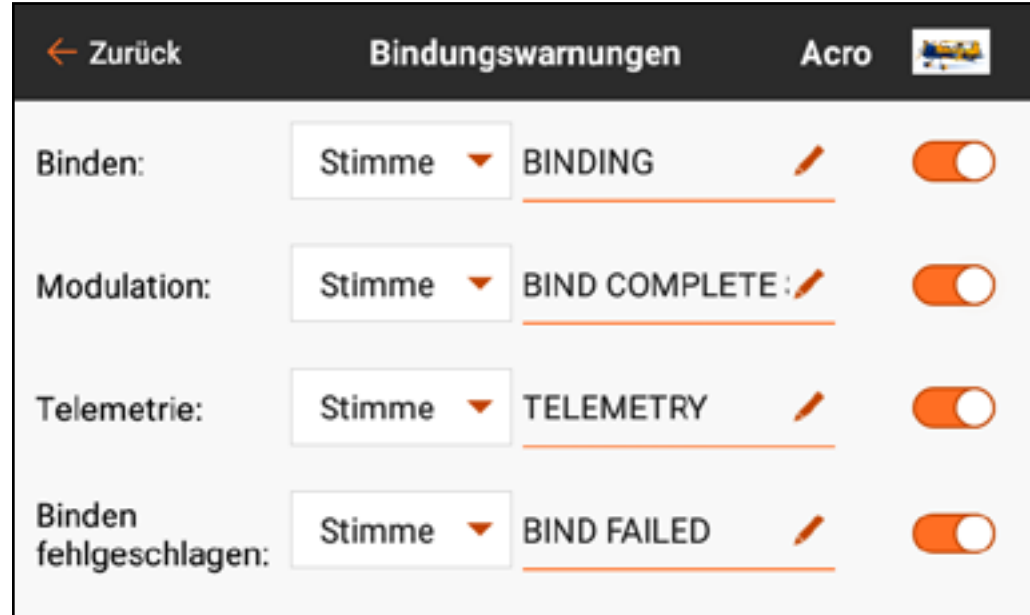 Zurück Bindungswarnungen Acro
Binden: Stimme BINDING
Modulation: Stimme BIND COMPLETE
Telemetrie: Stimme TELEMETRY
Binden
fehlgeschlagen: Stimme BIND FAILED